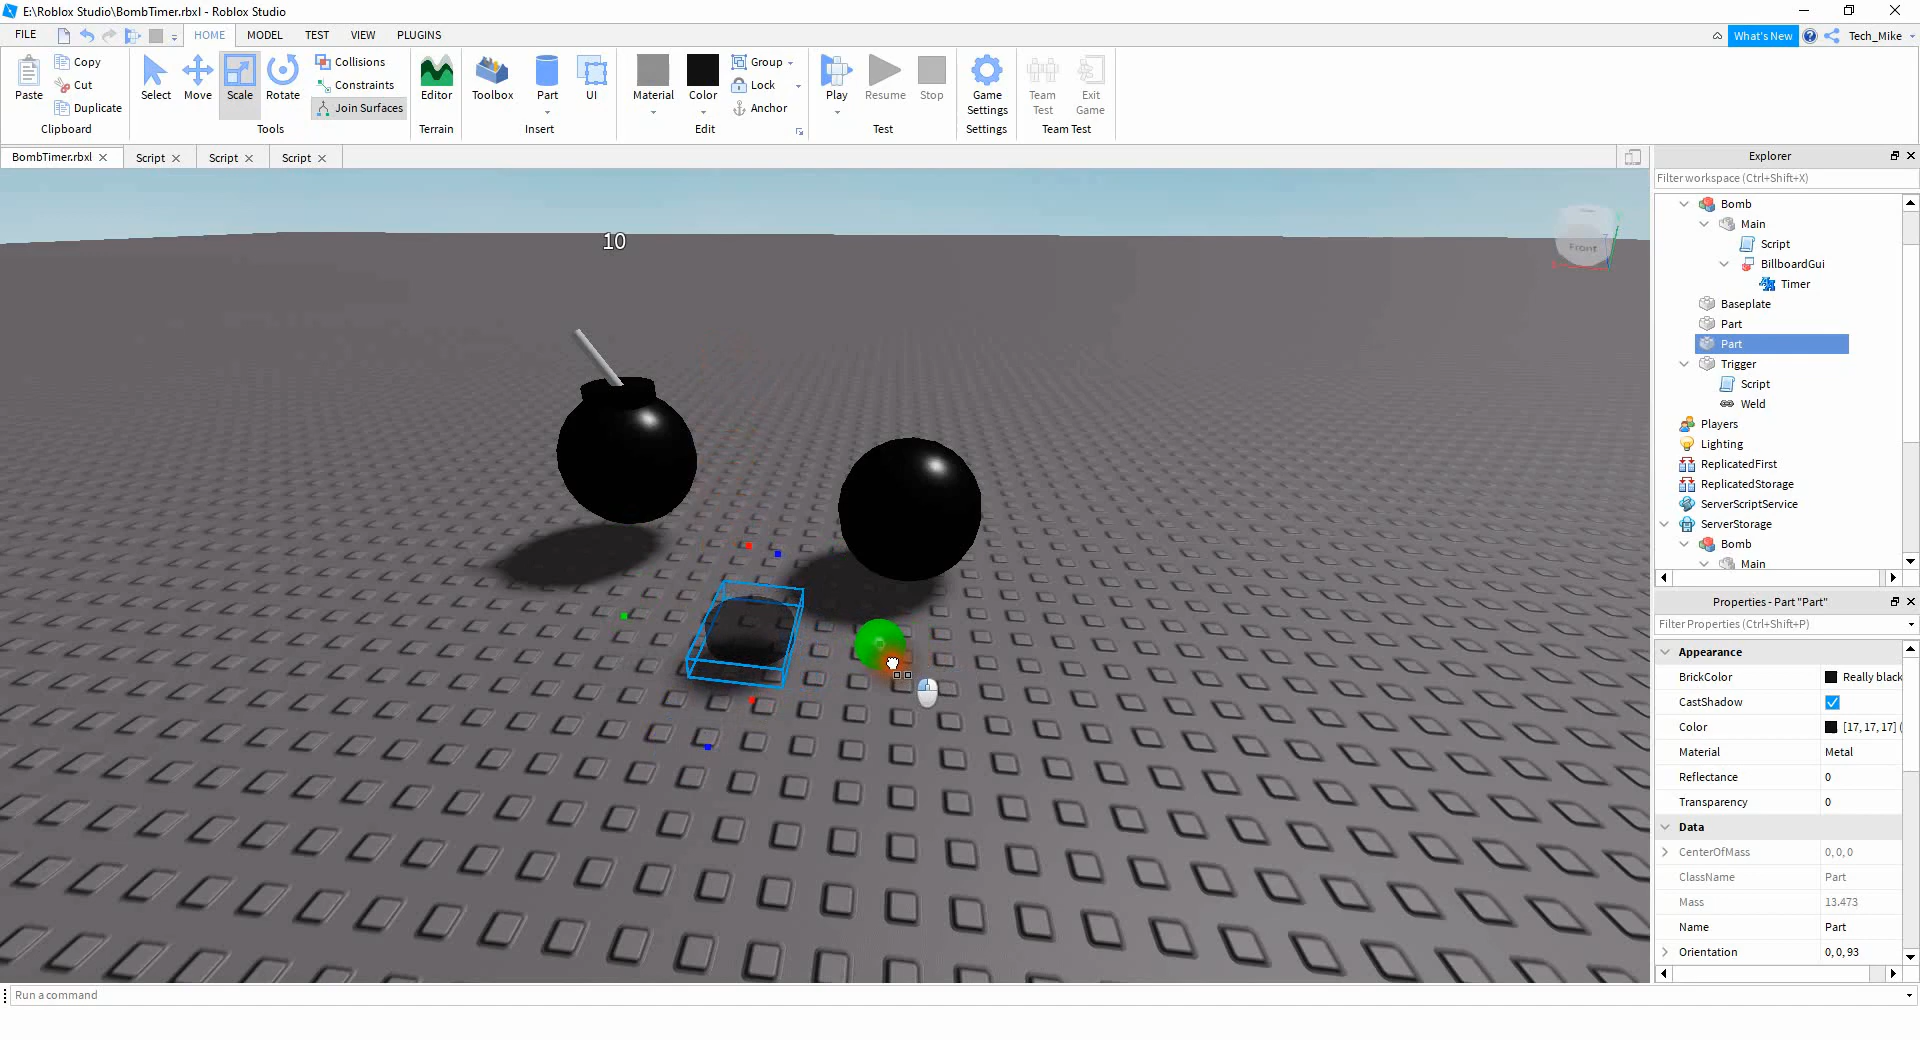 E:\Roblox Studio\BombTimer.rbxl - Roblox Studio
FILE HOME MODEL TEST VIEW PLUGINS What's New Tech_Mike
Paste Copy Cut Duplicate Clipboard
Select Move Scale Rotate Collisions Constraints Join Surfaces Tools
Editor Terrain
Toolbox Part UI Insert
Material Color Group Lock Anchor Edit
Play Resume Stop Test
Game Settings Settings
Team Test Exit Game Team Test
BombTimer.rbxl Script Script Script
10
Front
Explorer
Filter workspace (Ctrl+Shift+X)
Bomb
Main
Script
BillboardGui
Timer
Baseplate
Part
Part
Trigger
Script
Weld
Players
Lighting
ReplicatedFirst
ReplicatedStorage
ServerScriptService
ServerStorage
Bomb
Main
Properties - Part "Part"
Filter Properties (Ctrl+Shift+P)
Appearance
BrickColor Really black
CastShadow
Color [17, 17, 17] (
Material Metal
Reflectance 0
Transparency 0
Data
CenterOfMass 0, 0, 0
ClassName Part
Mass 13.473
Name Part
Orientation 0, 0, 93
Run a command